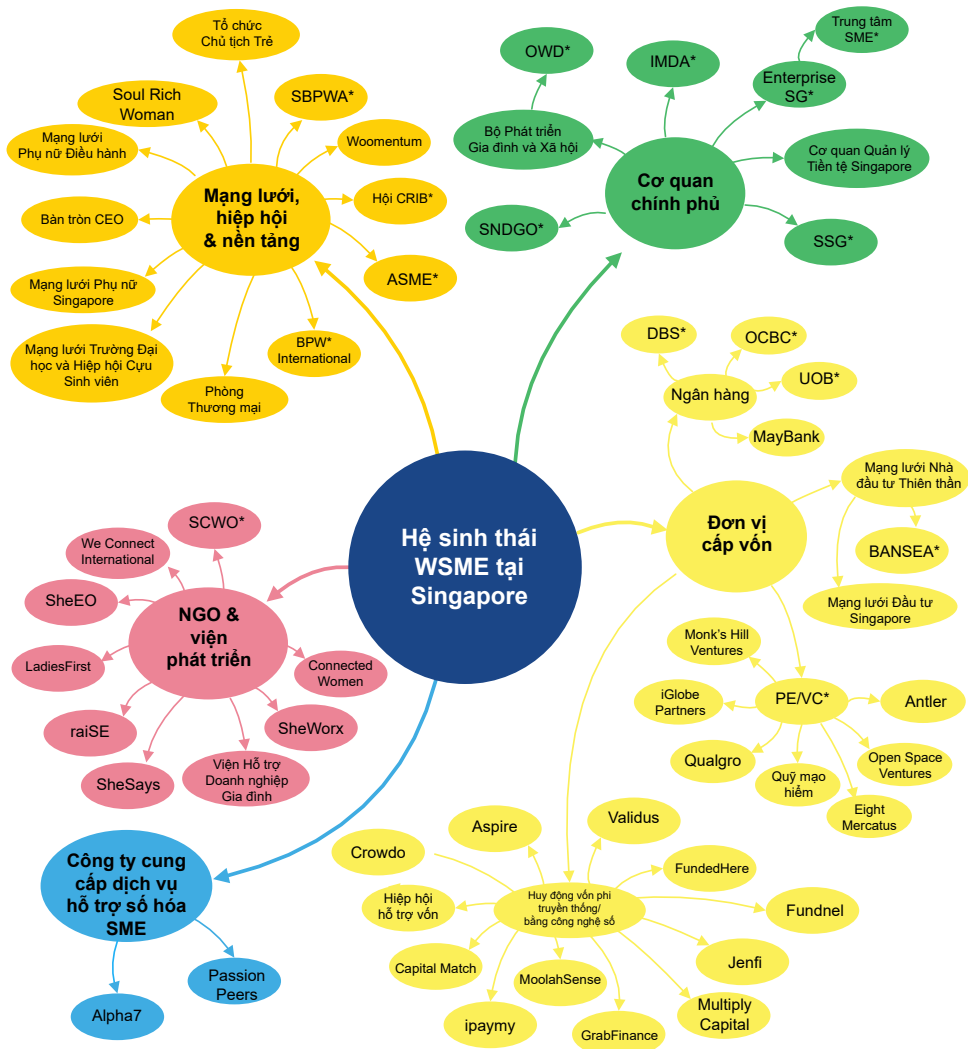 Tổ chức
Chủ tịch Trẻ
Soul Rich
Woman
SBPWA*
Mạng lưới
Phụ nữ Điều hành
Woomentum
Bàn tròn CEO
Mạng lưới,
hiệp hội
& nền tảng
Hội CRIB*
Mạng lưới Phụ nữ
Singapore
ASME*
Mạng lưới Trường Đại
học và Hiệp hội Cựu
Sinh viên
BPW*
International
Phòng
Thương mại
Trung tâm
SME*
OWD*
IMDA*
Enterprise
SG*
Bộ Phát triển
Gia đình và Xã hội
Cơ quan Quản lý
Tiền tệ Singapore
Cơ quan
chính phủ
SNDGO*
SSG*
DBS*
OCBC*
Ngân hàng
UOB*
MayBank
Mạng lưới Nhà
đầu tư Thiên thần
Đơn vị
cấp vốn
BANSEA*
Mạng lưới Đầu tư
Singapore
Hệ sinh thái
WSME tại
Singapore
SCWO*
We Connect
International
SheEO
NGO &
viện
phát triển
LadiesFirst
Connected
Women
raiSE
SheWorx
SheSays
Viện Hỗ trợ
Doanh nghiệp
Gia đình
Monk's Hill
Ventures
iGlobe
Partners
PE/VC*
Antler
Qualgro
Quỹ mạo
hiểm
Open Space
Ventures
Eight
Mercatus
Công ty cung
cấp dịch vụ
hỗ trợ số hóa
SME
Passion
Peers
Alpha7
Crowdo
Aspire
Validus
FundedHere
Hiệp hội
hỗ trợ vốn
Huy động vốn phi
truyền thống/
bằng công nghệ số
Fundnel
Capital Match
MoolahSense
Jenfi
ipaymy
GrabFinance
Multiply
Capital